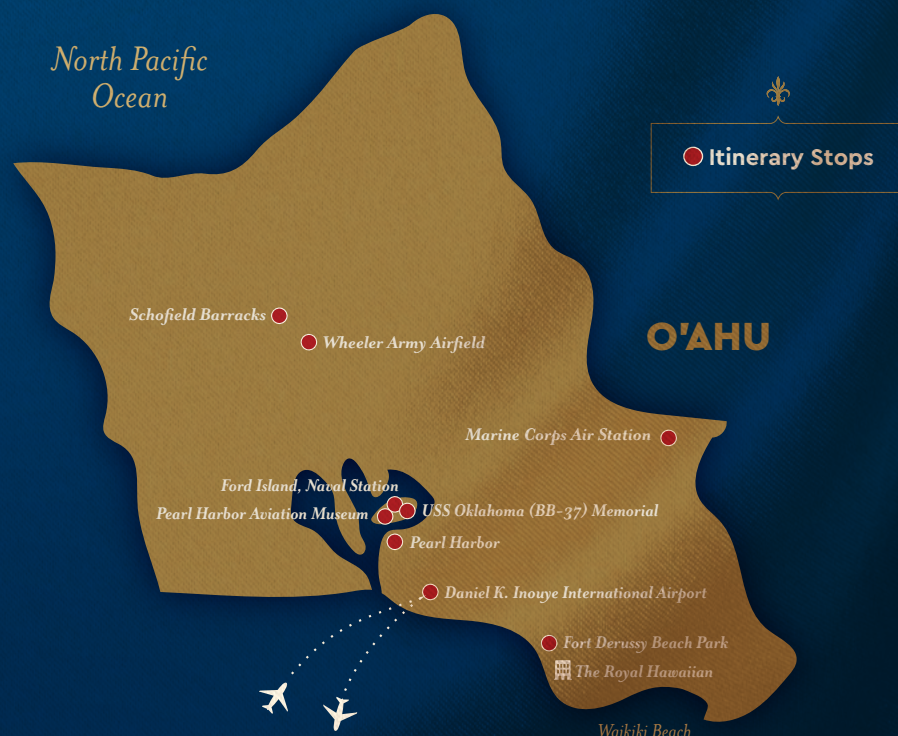 North Pacific
Ocean
Itinerary Stops
O'AHU
Schofield Barracks
Wheeler Army Airfield
Marine Corps Air Station
Ford Island, Naval Station
Pearl Harbor Aviation Museum
USS Oklahoma (BB-37) Memorial
Pearl Harbor
Daniel K. Inouye International Airport
Fort Derussy Beach Park
The Royal Hawaiian
Waikiki Beach